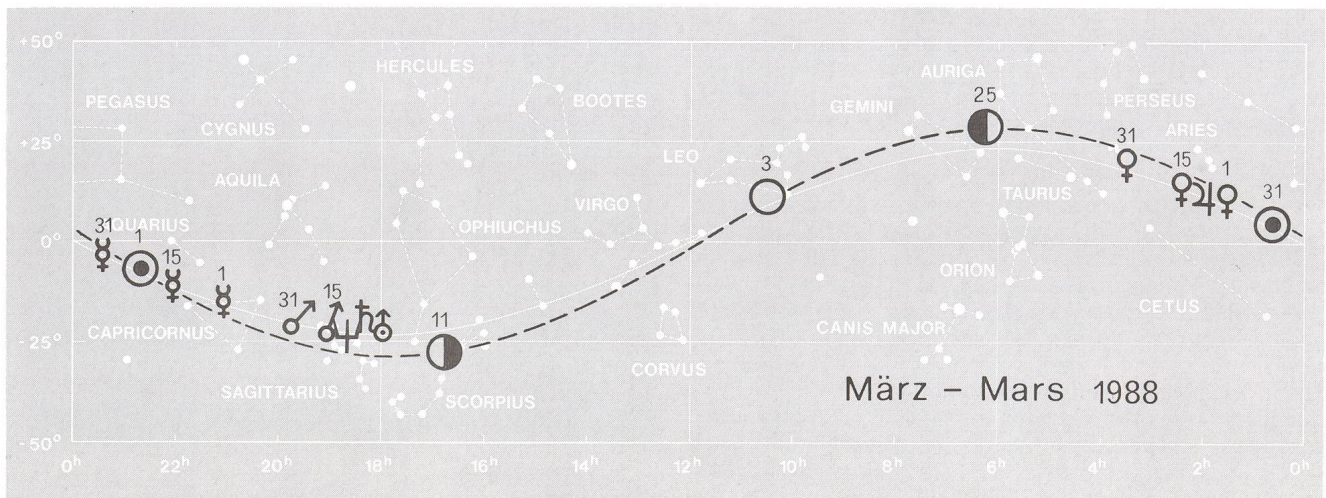 +50°
HERCULES
AURIGA
25
PEGASUS
BOOTES
GEMINI
PERSEUS
CYGNUS
+25°
31
ARIES
LEO
3
15
1
AQUILA
TAURUS
31
VIRGO
31
QUARIUS
1
OPHIUCHUS
0°
15
1
ORION
31
15
CETUS
11
CAPRICORNUS
CANIS MAJOR
- 25°
CORVUS
SAGITTARIUS
SCORPIUS
März – Mars 1988
-50°
0h 22h 20h 18h 16h 14h 12h 10h 8h 6h 4h 2h 0h